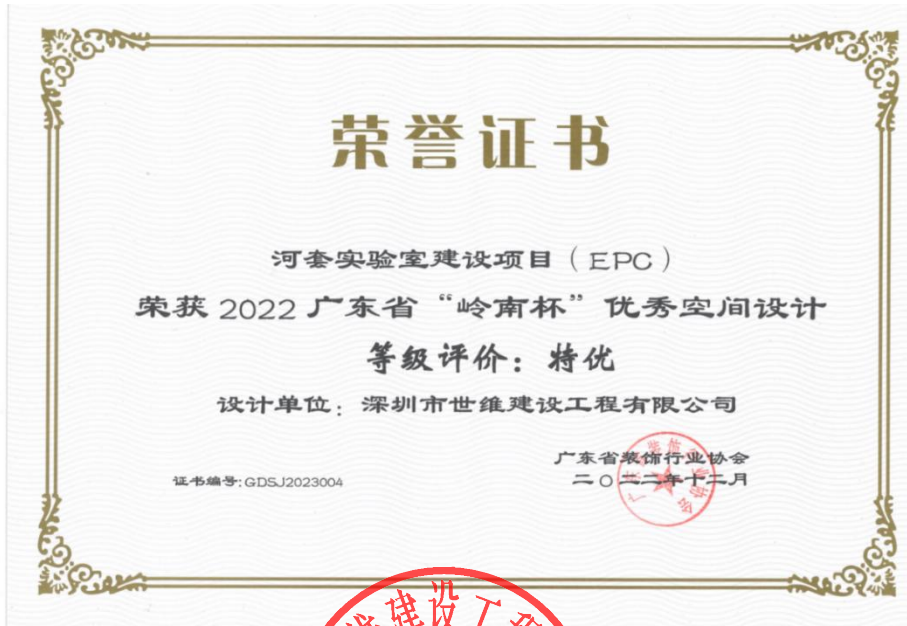 荣誉证书
河套实验室建设项目（EPC）
荣获2022广东省“岭南杯”优秀空间设计
等级评价：特优
设计单位：深圳市世维建设工程有限公司
广东省装饰行业协会
证书编号:GDSJ2023004
二〇二二年十二月
建设工